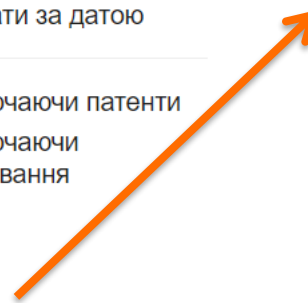 ати за датою
очаючи патенти
очаючи
вання